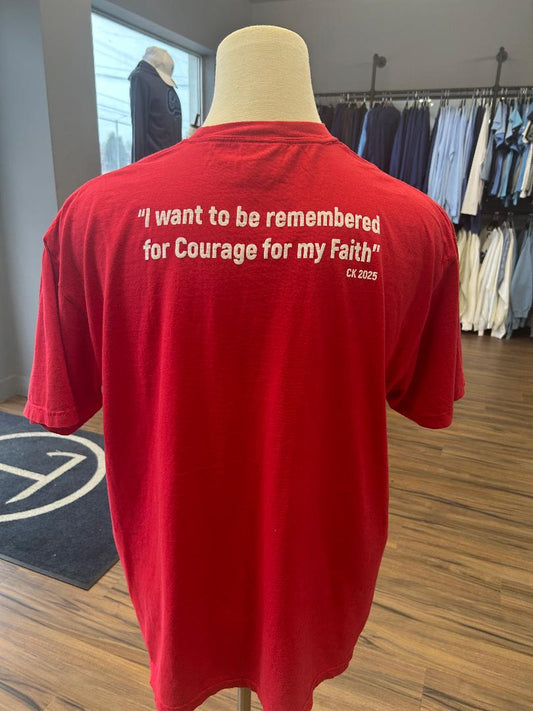 “I want to be remembered
for Courage for my Faith”
CK 2025